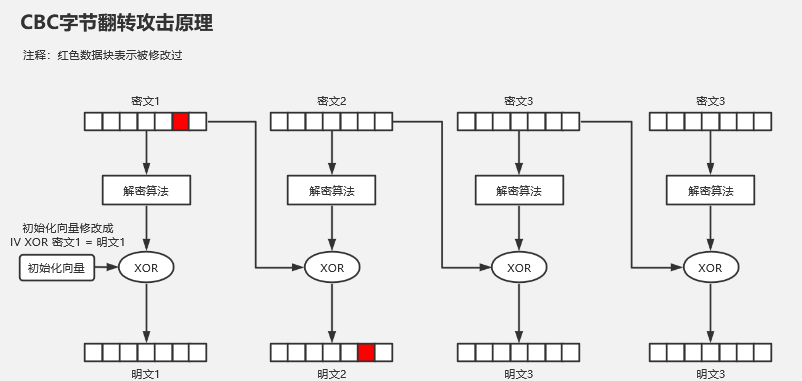 CBC字节翻转攻击原理
注释：红色数据块表示被修改过
密文1
密文2
密文3
密文3
解密算法
解密算法
解密算法
解密算法
初始化向量修改成
IV XOR 密文1 = 明文1
初始化向量
XOR
XOR
XOR
XOR
明文1
明文2
明文3
明文3